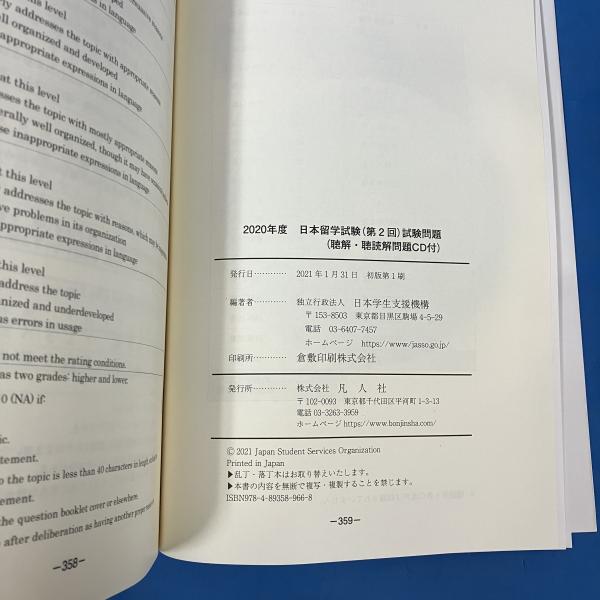 this level
addresses the topic with appropriate reasons
well organized and developed
inappropriate expressions in language
at this level
addresses the topic with mostly appropriate reasons
generally well organized, though it may have
some inappropriate expressions in language
this level
addresses the topic with reasons, which may be
problems in its organization
inappropriate expressions in language
this level
address the topic
organized and underdeveloped
errors in usage
not meet the rating conditions.
has two grades: higher and lower.
0 (NA) if:
tement.
to the topic is less than 40 characters in length
ement.
the question booklet cover or elsewhere.
after deliberation as having another proper
—358—
2020年度 日本留学試験(第2回)試験問題
(聴解・聴読解問題CD付)
発行日………… 2021年1月31日 初版第1刷
編著者………… 独立行政法人 日本学生支援機構
〒153-8503 東京都目黒区駒場4-5-29
電話 03-6407-7457
ホームページ https://www.jasso.go.jp/
印刷所………… 倉敷印刷株式会社
発行所………… 株式会社 凡人社
〒102-0093 東京都千代田区平河町1-3-13
電話 03-3263-3959
ホームページ https://www.bonjinsha.com/
© 2021 Japan Student Services Organization
Printed in Japan
▶乱丁・落丁本はお取り替えいたします。
▶本書の内容を無断で複写・複製することを禁じます。
ISBN978-4-89358-966-8
—359—